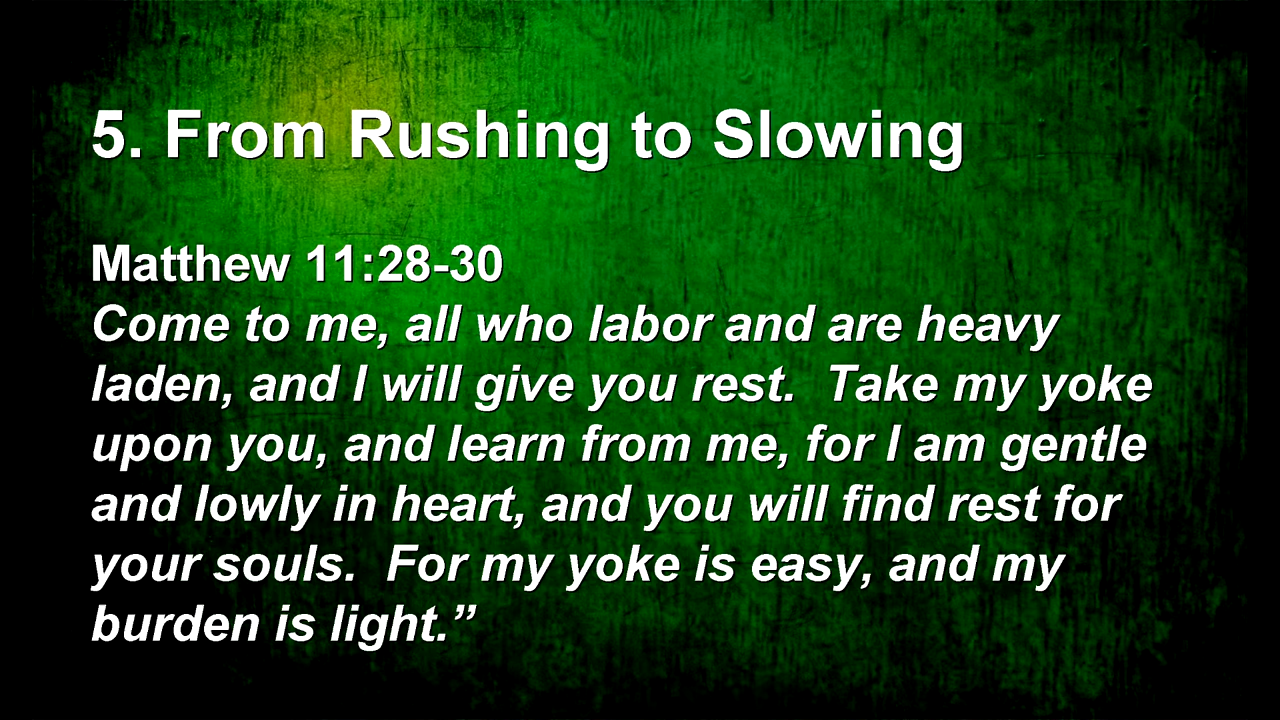 5. From Rushing to Slowing
Matthew 11:28-30
Come to me, all who labor and are heavy
laden, and I will give you rest.  Take my yoke
upon you, and learn from me, for I am gentle
and lowly in heart, and you will find rest for
your souls.  For my yoke is easy, and my
burden is light.”